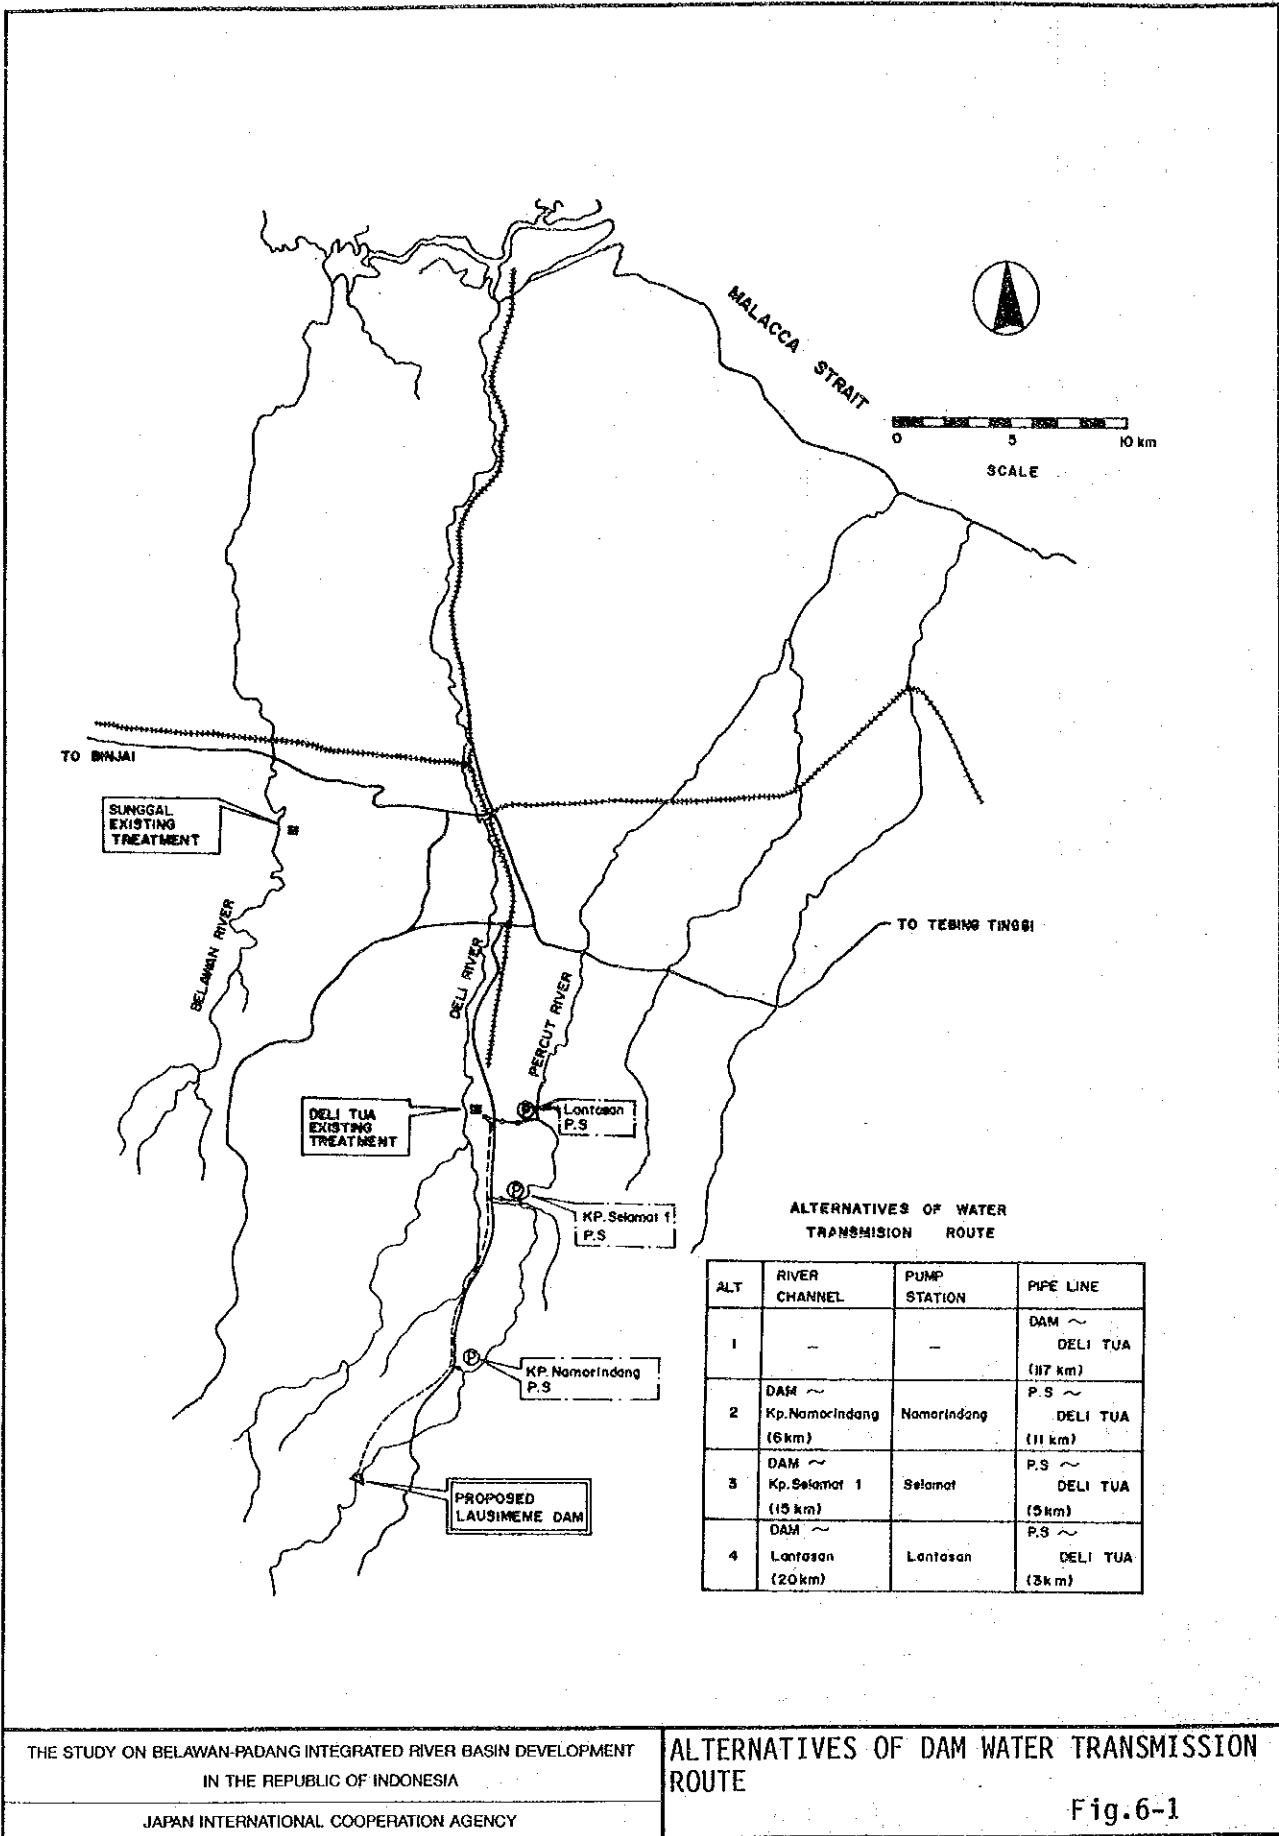 MALACCA STRAIT
0 5 10 km
SCALE
TO BINJAI
SUNGGAL
EXISTING
TREATMENT
BELAWAN RIVER
DELI RIVER
PERCUT RIVER
TO TEBING TINGGI
DELI TUA
EXISTING
TREATMENT
P
Lantasan
P.S
P
KP.Selamat 1
P.S
P
KP.Namorindang
P.S
PROPOSED
LAUSIMEME DAM
ALTERNATIVES OF WATER
TRANSMISION ROUTE
ALT RIVER CHANNEL PUMP STATION PIPE LINE
1 – – DAM ~ DELI TUA (117 km)
2 DAM ~ Kp.Namorindang (6km) Namorindang P.S ~ DELI TUA (11 km)
3 DAM ~ Kp.Selamat 1 (15 km) Selamat P.S ~ DELI TUA (5km)
4 DAM ~ Lantasan (20km) Lantasan P.S ~ DELI TUA (3km)
THE STUDY ON BELAWAN-PADANG INTEGRATED RIVER BASIN DEVELOPMENT
IN THE REPUBLIC OF INDONESIA
JAPAN INTERNATIONAL COOPERATION AGENCY
ALTERNATIVES OF DAM WATER TRANSMISSION
ROUTE
Fig.6-1